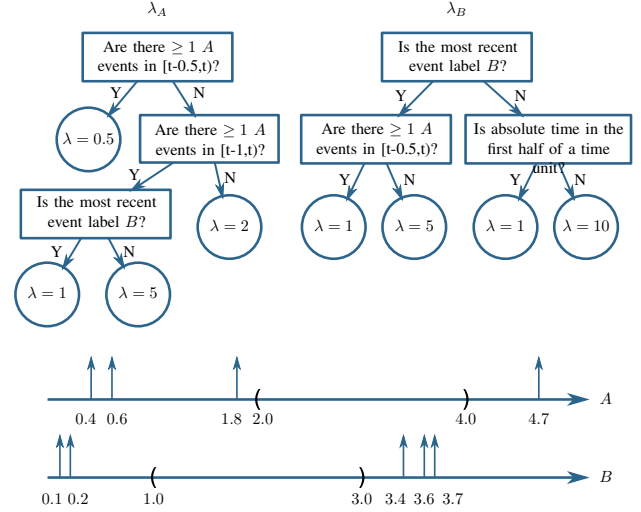 λ_A
λ_B
Are there ≥ 1 A
events in [t-0.5,t)?
Is the most recent
event label B?
Y
N
Y
N
λ = 0.5
Are there ≥ 1 A
events in [t-1,t)?
Are there ≥ 1 A
events in [t-0.5,t)?
Is absolute time in the
first half of a time
unit?
Y
N
Y
N
Y
N
Is the most recent
event label B?
λ = 2
λ = 1
λ = 5
λ = 1
λ = 10
Y
N
λ = 1
λ = 5
( ) A
0.4 0.6 1.8 2.0 4.0 4.7
( ) B
0.1 0.2 1.0 3.0 3.4 3.6 3.7